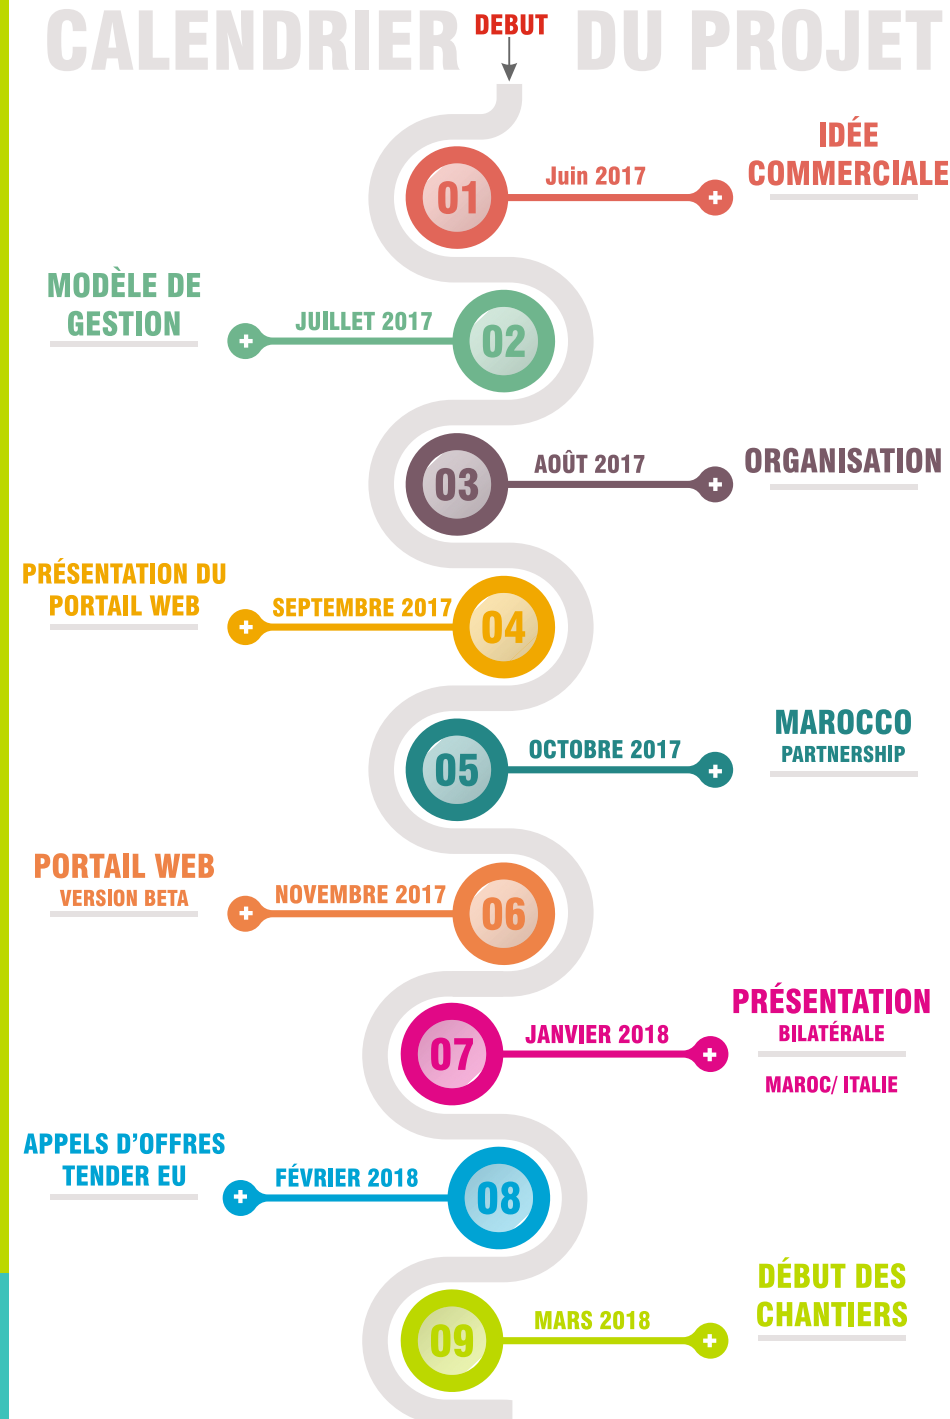 CALENDRIER DU PROJET
DEBUT
01
Juin 2017
IDÉE
COMMERCIALE
MODÈLE DE
GESTION
JUILLET 2017
02
03
AOÛT 2017
ORGANISATION
PRÉSENTATION DU
PORTAIL WEB
SEPTEMBRE 2017
04
05
OCTOBRE 2017
MAROCCO
PARTNERSHIP
PORTAIL WEB
VERSION BETA
NOVEMBRE 2017
06
07
JANVIER 2018
PRÉSENTATION
BILATÉRALE
MAROC/ ITALIE
APPELS D’OFFRES
TENDER EU
FÉVRIER 2018
08
09
MARS 2018
DÉBUT DES
CHANTIERS